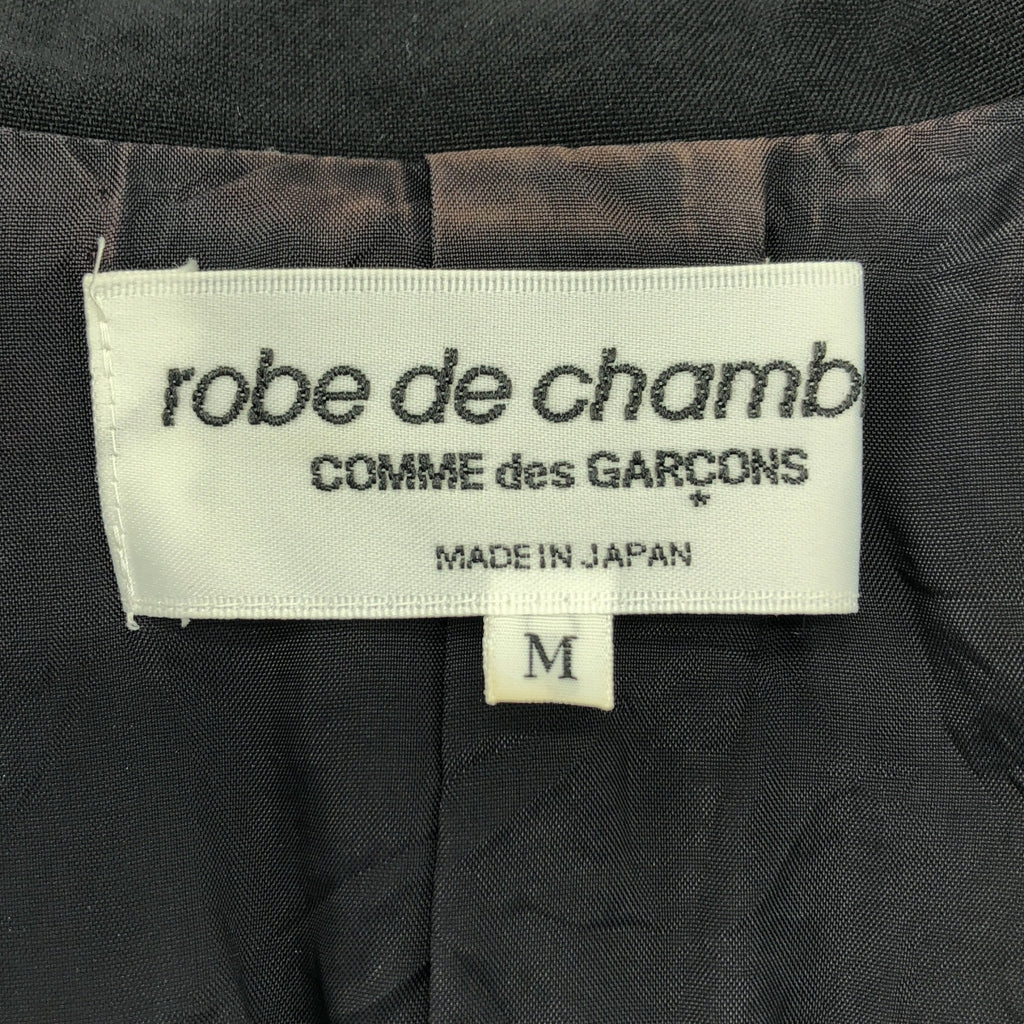 robe de chamb
COMME des GARÇONS
*
MADE IN JAPAN
M